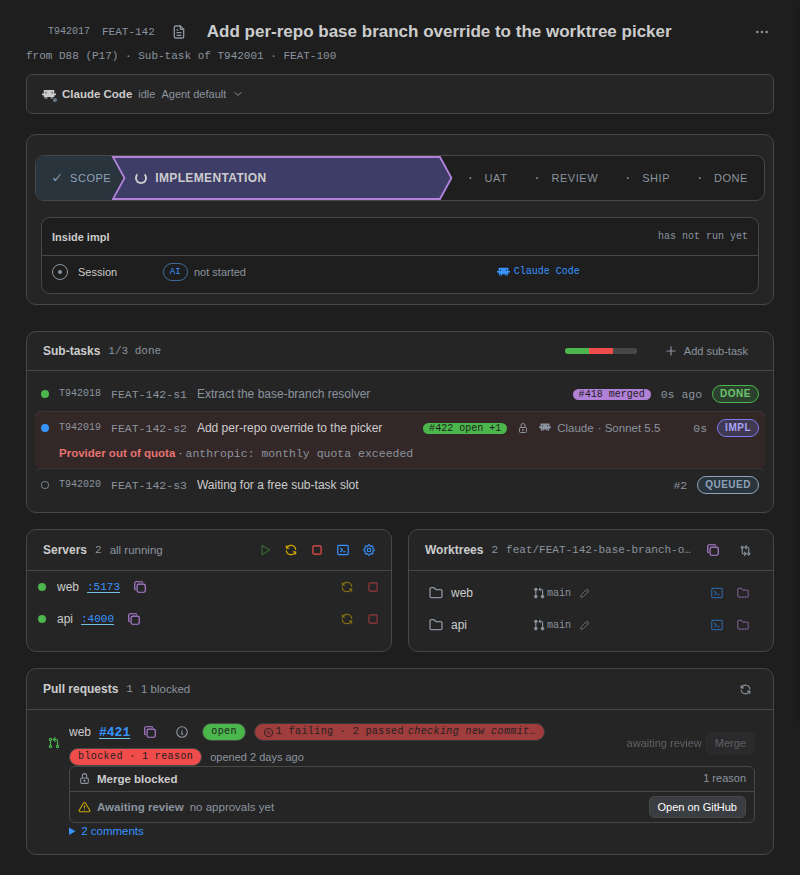 T942017 FEAT-142 Add per-repo base branch override to the worktree picker ···
from D88 (P17) · Sub-task of T942001 · FEAT-100
Claude Code idle Agent default
SCOPE IMPLEMENTATION · UAT · REVIEW · SHIP · DONE
Inside impl has not run yet
Session AI not started Claude Code
Sub-tasks 1/3 done Add sub-task
T942018 FEAT-142-s1 Extract the base-branch resolver #418 merged 0s ago DONE
T942019 FEAT-142-s2 Add per-repo override to the picker #422 open +1 Claude · Sonnet 5.5 0s IMPL
Provider out of quota · anthropic: monthly quota exceeded
T942020 FEAT-142-s3 Waiting for a free sub-task slot #2 QUEUED
Servers 2 all running
web :5173
api :4000
Worktrees 2 feat/FEAT-142-base-branch-o…
web main
api main
Pull requests 1 1 blocked
web #421 open 1 failing · 2 passed checking new commit…
blocked · 1 reason opened 2 days ago
awaiting review Merge
Merge blocked 1 reason
Awaiting review no approvals yet Open on GitHub
2 comments